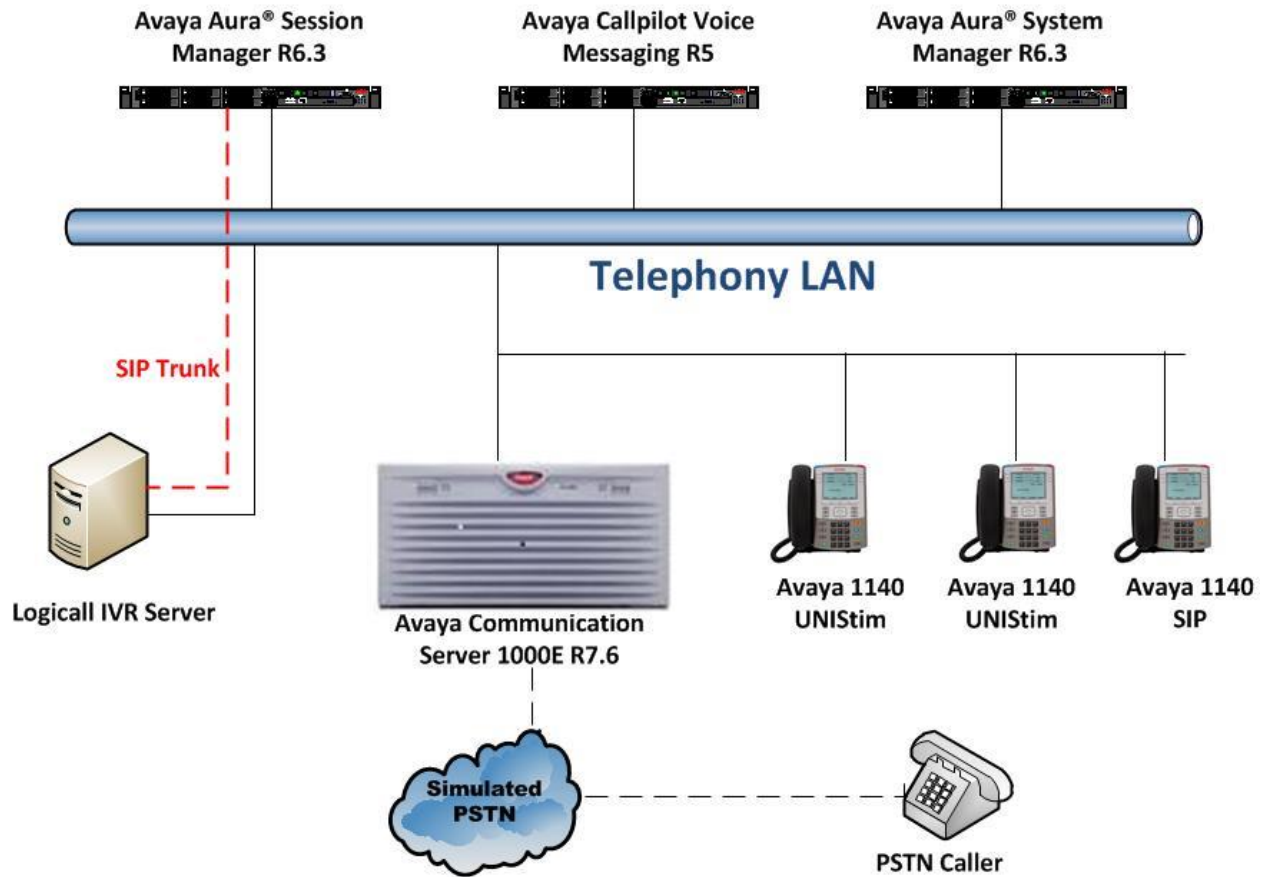 Avaya Aura® Session
Manager R6.3
Avaya Callpilot Voice
Messaging R5
Avaya Aura® System
Manager R6.3
Telephony LAN
SIP Trunk
Logicall IVR Server
Avaya Communication
Server 1000E R7.6
Avaya 1140
UNIStim
Avaya 1140
UNIStim
Avaya 1140
SIP
Simulated
PSTN
PSTN Caller